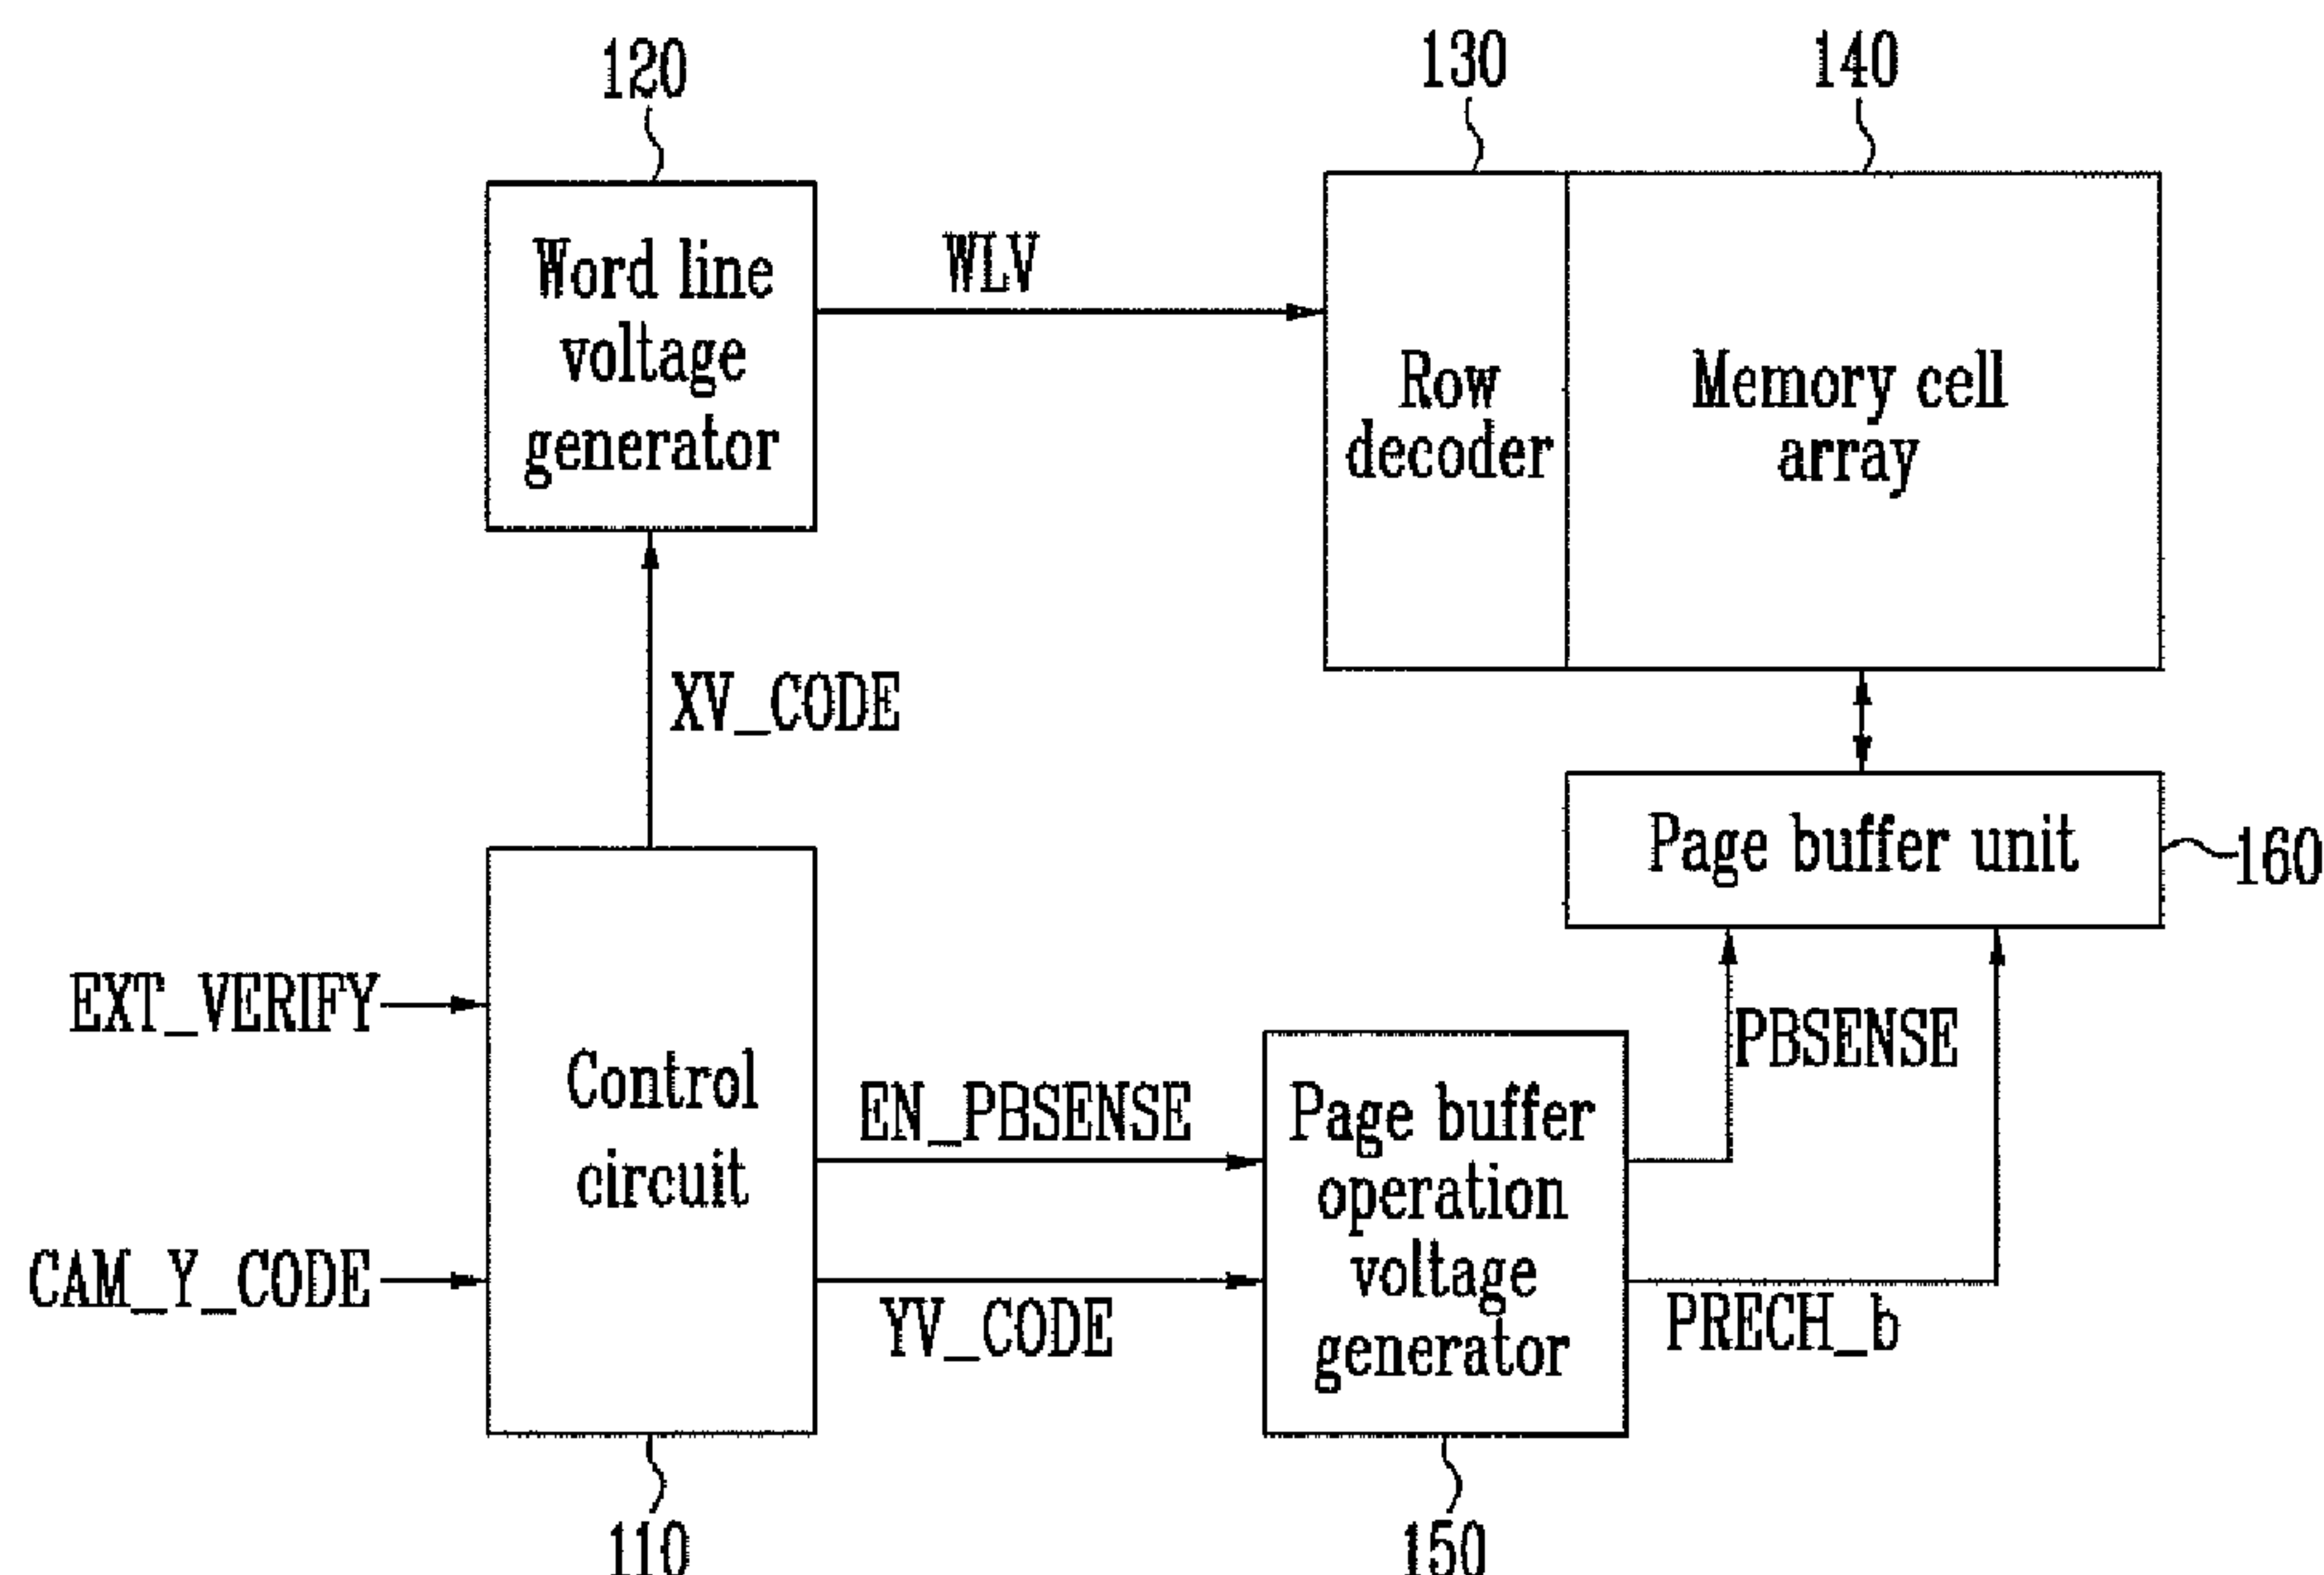 120
130
140
Word line
voltage
generator
WLV
Row
decoder
Memory cell
array
XV_CODE
Page buffer unit
160
EXT_VERIFY
CAM_Y_CODE
Control
circuit
EN_PBSENSE
YV_CODE
Page buffer
operation
voltage
generator
PBSENSE
PRECH_b
110
150